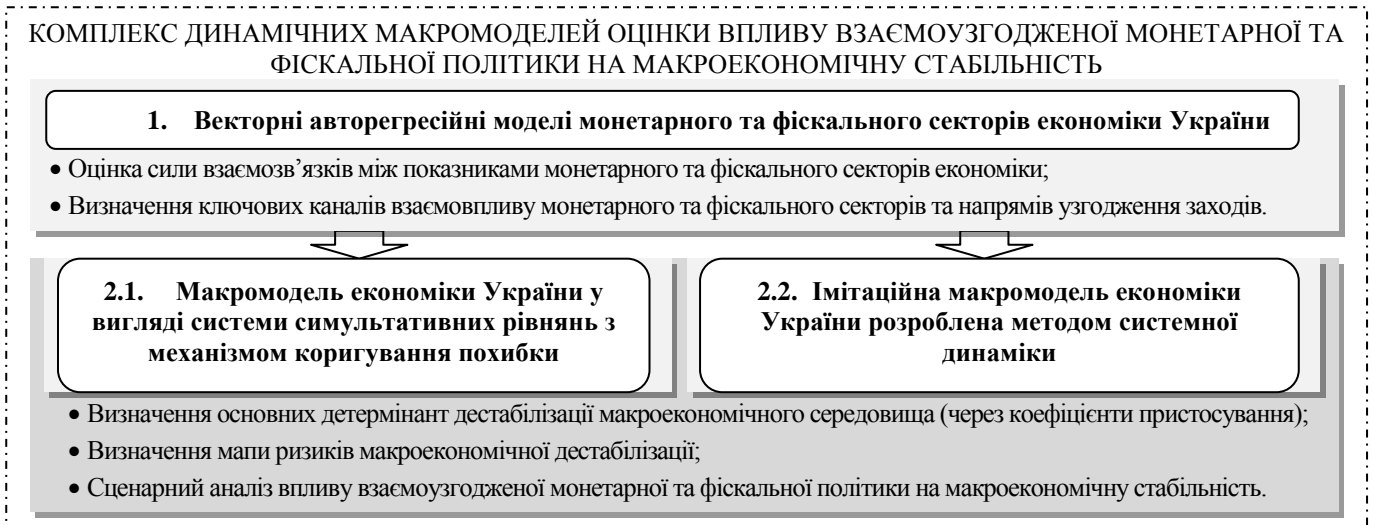 КОМПЛЕКС ДИНАМІЧНИХ МАКРОМОДЕЛЕЙ ОЦІНКИ ВПЛИВУ ВЗАЄМОУЗГОДЖЕНОЇ МОНЕТАРНОЇ ТА
ФІСКАЛЬНОЇ ПОЛІТИКИ НА МАКРОЕКОНОМІЧНУ СТАБІЛЬНІСТЬ
1. Векторні авторегресійні моделі монетарного та фіскального секторів економіки України
• Оцінка сили взаємозв’язків між показниками монетарного та фіскального секторів економіки;
• Визначення ключових каналів взаємовпливу монетарного та фіскального секторів та напрямів узгодження заходів.
2.1. Макромодель економіки України у
вигляді системи симультативних рівнянь з
механізмом коригування похибки
2.2. Імітаційна макромодель економіки
України розроблена методом системної
динаміки
• Визначення основних детермінант дестабілізації макроекономічного середовища (через коефіцієнти пристосування);
• Визначення мапи ризиків макроекономічної дестабілізації;
• Сценарний аналіз впливу взаємоузгодженої монетарної та фіскальної політики на макроекономічну стабільність.